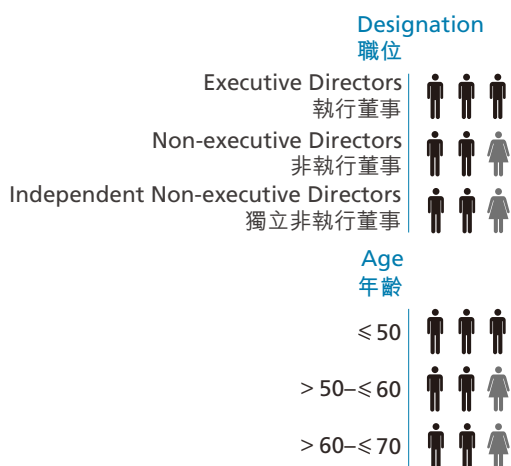 Designation
職位
Executive Directors
執行董事
Non-executive Directors
非執行董事
Independent Non-executive Directors
獨立非執行董事
Age
年齡
≤50
>50–≤60
>60–≤70